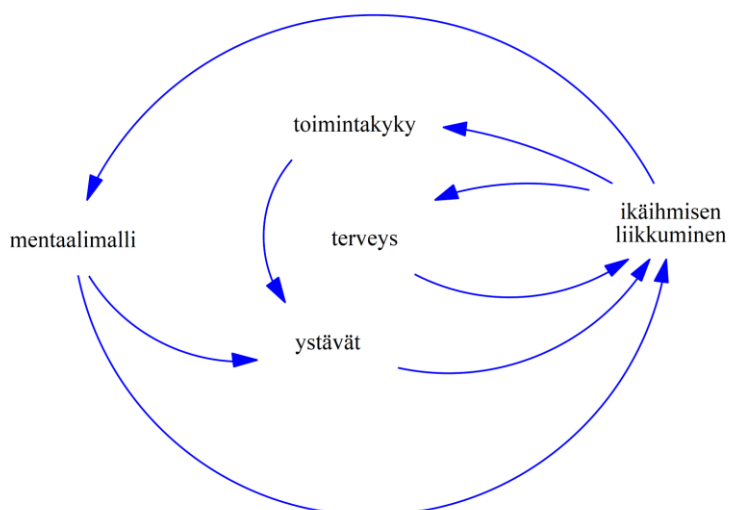 toimintakyky
mentaalimalli
terveys
ikäihmisen
liikkuminen
ystävät